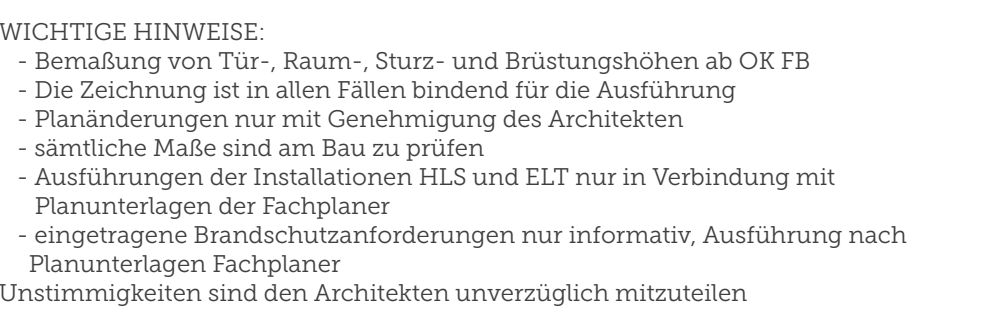 WICHTIGE HINWEISE:
- Bemaßung von Tür-, Raum-, Sturz- und Brüstungshöhen ab OK FB
- Die Zeichnung ist in allen Fällen bindend für die Ausführung
- Planänderungen nur mit Genehmigung des Architekten
- sämtliche Maße sind am Bau zu prüfen
- Ausführungen der Installationen HLS und ELT nur in Verbindung mit
Planunterlagen der Fachplaner
- eingetragene Brandschutzanforderungen nur informativ, Ausführung nach
Planunterlagen Fachplaner
Unstimmigkeiten sind den Architekten unverzüglich mitzuteilen